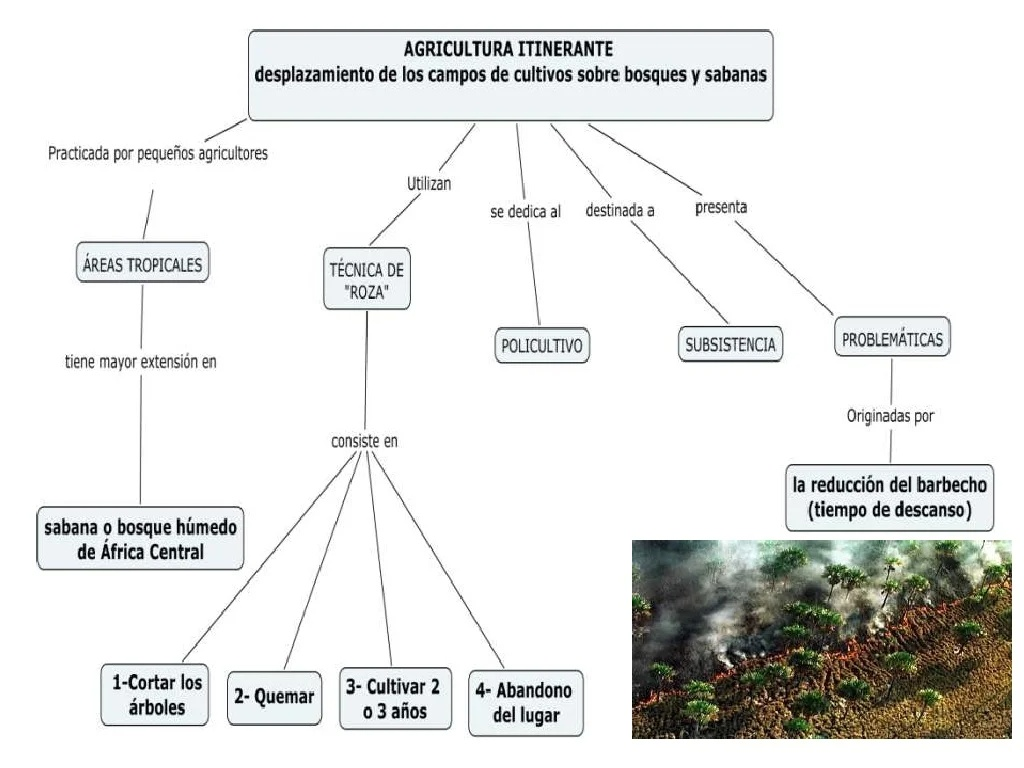 AGRICULTURA ITINERANTE
desplazamiento de los campos de cultivos sobre bosques y sabanas
Practicada por pequeños agricultores
Utilizan
se dedica al
destinada a
presenta
ÁREAS TROPICALES
TÉCNICA DE
"ROZA"
POLICULTIVO
SUBSISTENCIA
PROBLEMÁTICAS
tiene mayor extensión en
consiste en
Originadas por
sabana o bosque húmedo
de África Central
la reducción del barbecho
(tiempo de descanso)
1-Cortar los
árboles
2- Quemar
3- Cultivar 2
o 3 años
4- Abandono
del lugar